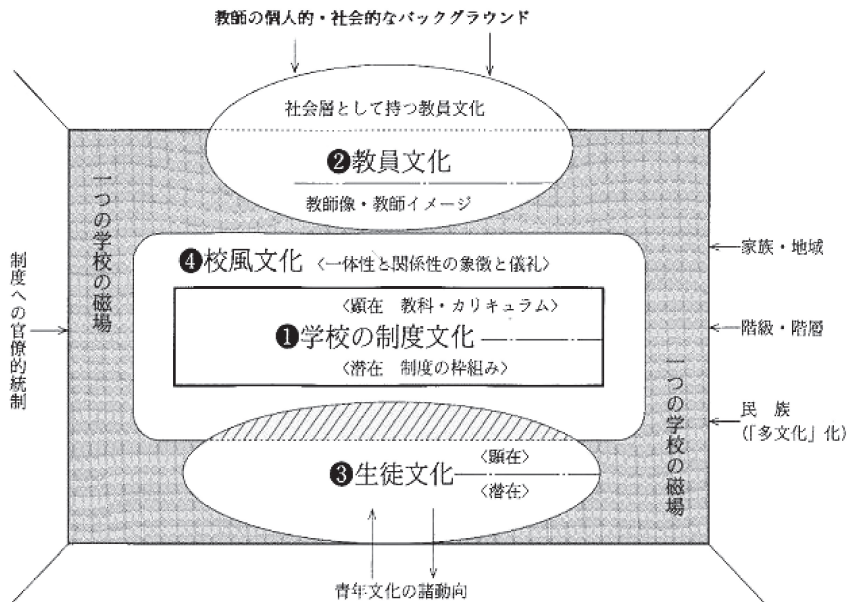 教師の個人的・社会的なバックグラウンド
社会層として持つ教員文化
❷教員文化
教師像・教師イメージ
一つの学校の磁場
制度への官僚的統制
❹校風文化〈一体性と関係性の象徴と儀礼〉
〈顕在 教科・カリキュラム〉
❶学校の制度文化
〈潜在 制度の枠組み〉
家族・地域
階級・階層
民 族
(「多文化」化)
一つの学校の磁場
❸生徒文化
〈顕在〉
〈潜在〉
青年文化の諸動向